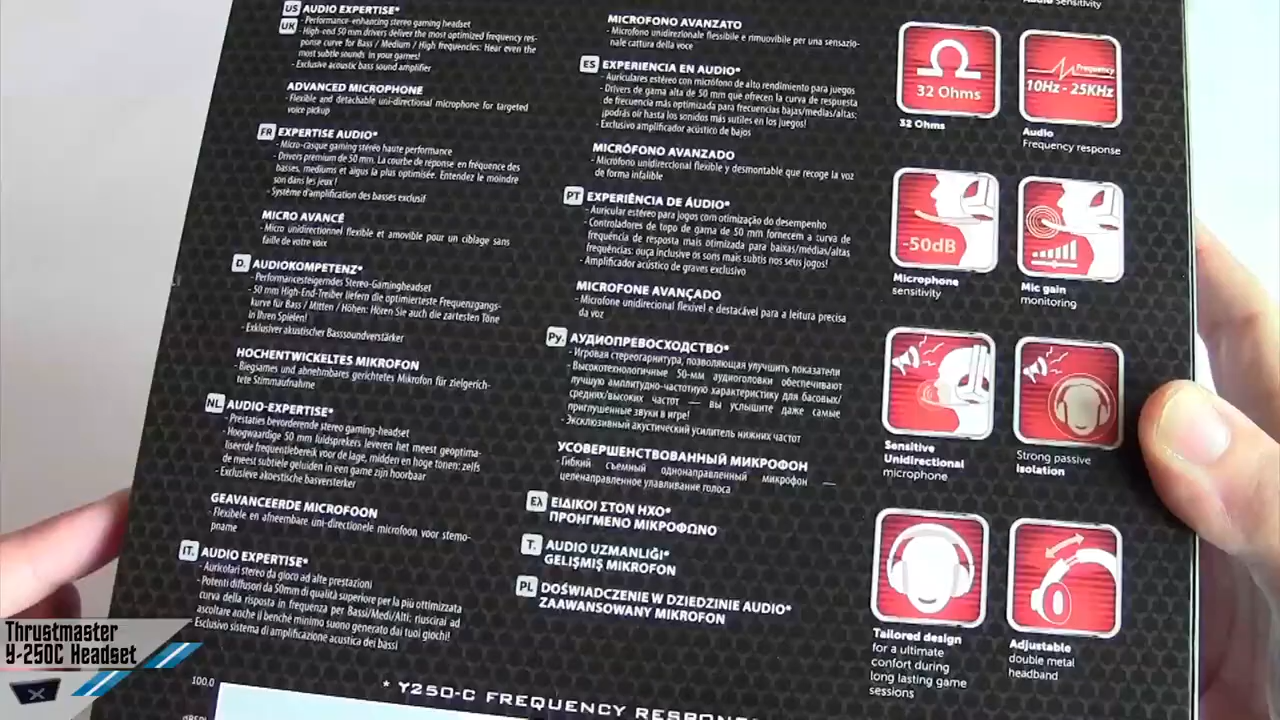 US
UK
AUDIO EXPERTISE*
- Performance-enhancing stereo gaming headset
- High-end 50 mm drivers deliver the most optimized frequency res-
ponse curve for Bass / Medium / High frequencies: Hear even the
most subtle sounds in your games!
- Exclusive acoustic bass sound amplifier
ADVANCED MICROPHONE
- Flexible and detachable uni-directional microphone for targeted
voice pickup
FR EXPERTISE AUDIO*
- Micro-casque gaming stéréo haute performance
- Drivers premium de 50 mm. La courbe de réponse en fréquence des
basses, mediums et aigus la plus optimisée. Entendez le moindre
son dans les jeux !
- Système d'amplification des basses exclusif
MICRO AVANCÉ
- Micro unidirectionnel flexible et amovible pour un ciblage sans
faille de votre voix
D. AUDIOKOMPETENZ*
- Performancesteigerndes Stereo-Gamingheadset
- 50 mm High-End-Treiber liefern die optimierteste Frequenzgangs-
kurve für Bass / Mitten / Höhen: Hören Sie auch die zartesten Töne
in Ihren Spielen!
- Exklusiver akustischer Basssoundverstärker
HOCHENTWICKELTES MIKROFON
- Biegsames und abnehmbares gerichtetes Mikrofon für zielgerich-
tete Stimmaufnahme
NL AUDIO-EXPERTISE*
- Prestaties bevorderende stereo gaming-headset
- Hoogwaardige 50 mm luidsprekers leveren het meest geoptima-
liseerde frequentiebereik voor de lage, midden en hoge tonen: zelfs
de meest subtiele geluiden in een game zijn hoorbaar
- Exclusieve akoestische basversterker
GEAVANCEERDE MICROFOON
- Flexibele en afneembare uni-directionele microfoon voor stemo-
pname
IT. AUDIO EXPERTISE*
- Auricolari stereo da gioco ad alte prestazioni
- Potenti diffusori da 50mm di qualità superiore per la più ottimizzata
curva della risposta in frequenza per Bassi/Medi/Alti: riuscirai ad
ascoltare anche il benché minimo suono generato dai tuoi giochi!
- Esclusivo sistema di amplificazione acustica dei bassi
MICROFONO AVANZATO
- Microfono unidirezionale flessibile e rimuovibile per una sensazio-
nale cattura della voce
ES EXPERIENCIA EN AUDIO*
- Auriculares estéreo con micrófono de alto rendimiento para juegos
- Drivers de gama alta de 50 mm que ofrecen la curva de respuesta
de frecuencia más optimizada para frecuencias bajas/medias/altas:
¡podrás oír hasta los sonidos más sutiles en los juegos!
- Exclusivo amplificador acústico de bajos
MICRÓFONO AVANZADO
- Micrófono unidireccional flexible y desmontable que recoge la voz
de forma infalible
PT EXPERIÊNCIA DE ÁUDIO*
- Auricular estéreo para jogos com otimização do desempenho
- Controladores de topo de gama de 50 mm fornecem a curva de
frequência de resposta mais otimizada para baixas/médias/altas
frequências: ouça inclusive os sons mais subtis nos seus jogos!
- Amplificador acústico de graves exclusivo
MICROFONE AVANÇADO
- Microfone unidirecional flexível e destacável para a leitura precisa
da voz
Ру. АУДИОПРЕВОСХОДСТВО*
- Игровая стереогарнитура, позволяющая улучшить показатели
- Высокотехнологичные 50-мм аудиоголовки обеспечивают
лучшую амплитудно-частотную характеристику для басовых/
средних/высоких частот — вы услышите даже самые
приглушенные звуки в игре!
- Эксклюзивный акустический усилитель нижних частот
УСОВЕРШЕНСТВОВАННЫЙ МИКРОФОН
- Гибкий съемный однонаправленный микрофон —
целенаправленное улавливание голоса
Ελ ΕΙΔΙΚΟΙ ΣΤΟΝ ΗΧΟ*
ΠΡΟΗΓΜΕΝΟ ΜΙΚΡΟΦΩΝΟ
T. AUDIO UZMANLIĞI*
GELIŞMIŞ MIKROFON
PL DOŚWIADCZENIE W DZIEDZINIE AUDIO*
ZAAWANSOWANY MIKROFON
Audio sensitivity
32 Ohms
32 Ohms
Frequency
10Hz - 25KHz
Audio
Frequency response
-50dB
Microphone
sensitivity
Mic gain
monitoring
Sensitive
Unidirectional
microphone
Strong passive
isolation
Tailored design
for a ultimate
confort during
long lasting game
sessions
Adjustable
double metal
headband
* Y250-C FREQUENCY RESPONS
100,0
Thrustmaster
Y-250C Headset
X